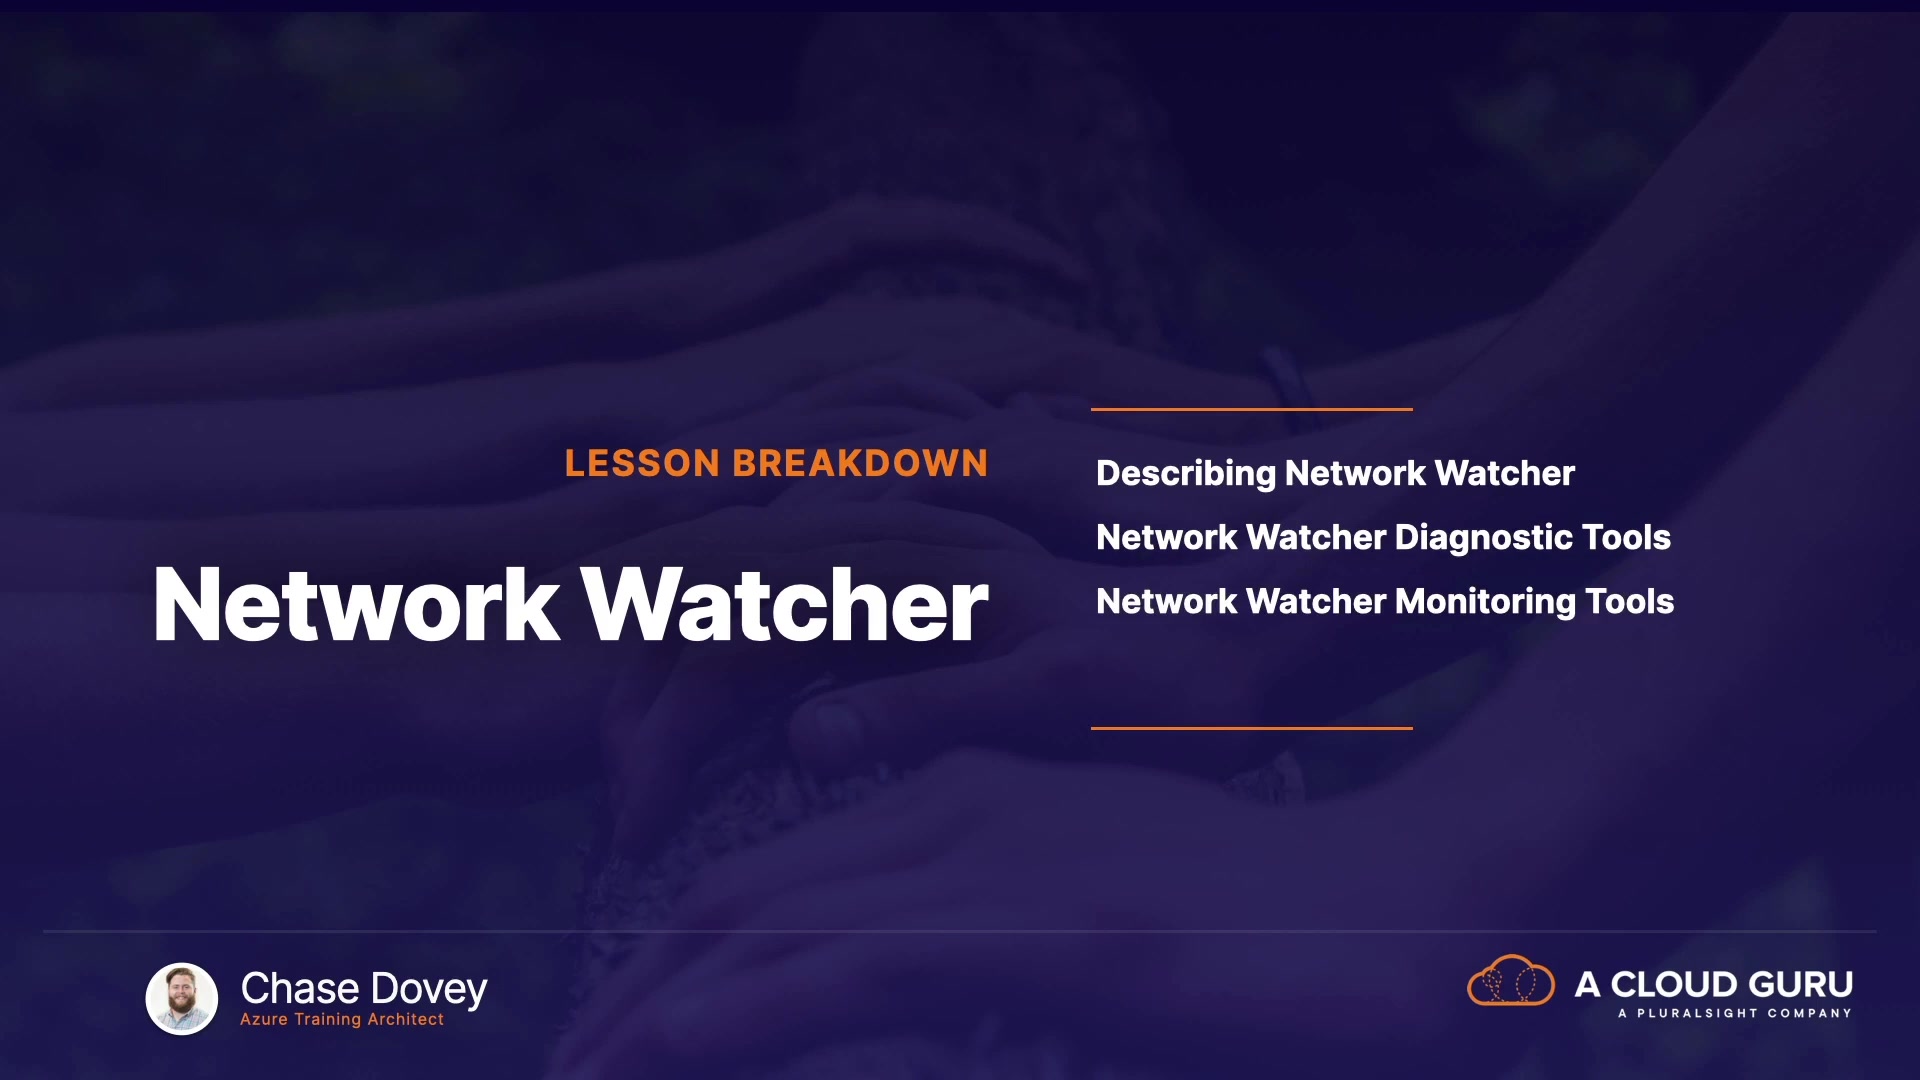 LESSON BREAKDOWN
Network Watcher
Describing Network Watcher
Network Watcher Diagnostic Tools
Network Watcher Monitoring Tools
Chase Dovey
Azure Training Architect
A CLOUD GURU
A PLURALSIGHT COMPANY